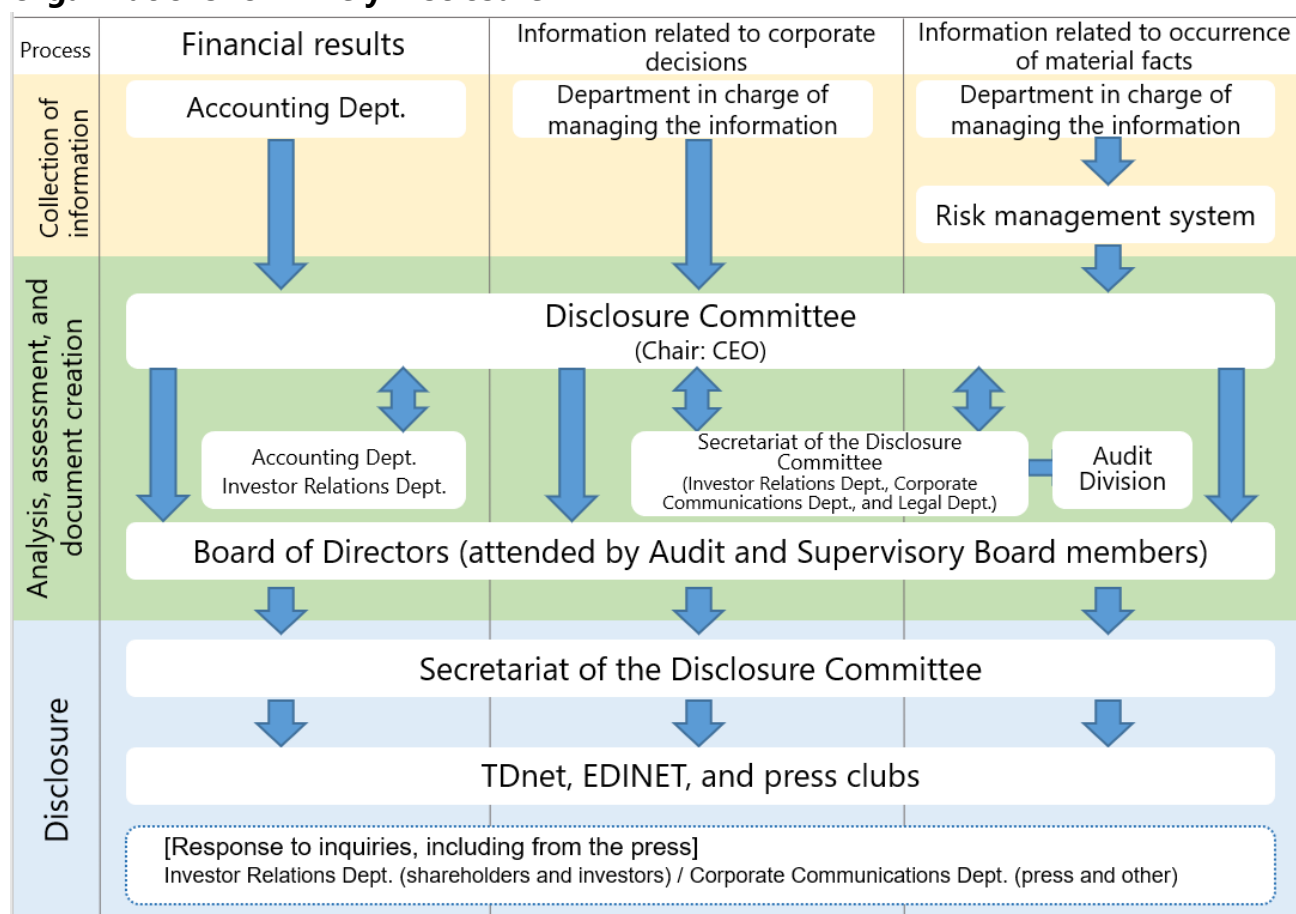 Process
Financial results
Information related to corporate
decisions
Information related to occurrence
of material facts
Collection of
information
Accounting Dept.
Department in charge of
managing the information
Department in charge of
managing the information
Risk management system
Analysis, assessment, and
document creation
Disclosure Committee
(Chair: CEO)
Accounting Dept.
Investor Relations Dept.
Secretariat of the Disclosure
Committee
(Investor Relations Dept., Corporate
Communications Dept., and Legal Dept.)
Audit
Division
Board of Directors (attended by Audit and Supervisory Board members)
Disclosure
Secretariat of the Disclosure Committee
TDnet, EDINET, and press clubs
[Response to inquiries, including from the press]
Investor Relations Dept. (shareholders and investors) / Corporate Communications Dept. (press and other)